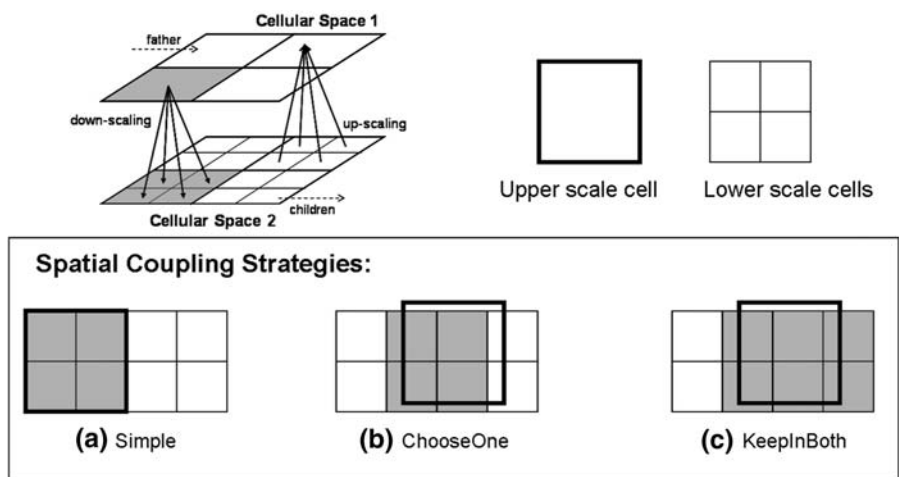 Cellular Space 1
father
down-scaling
up-scaling
children
Cellular Space 2
Upper scale cell
Lower scale cells
Spatial Coupling Strategies:
(a) Simple
(b) ChooseOne
(c) KeepInBoth